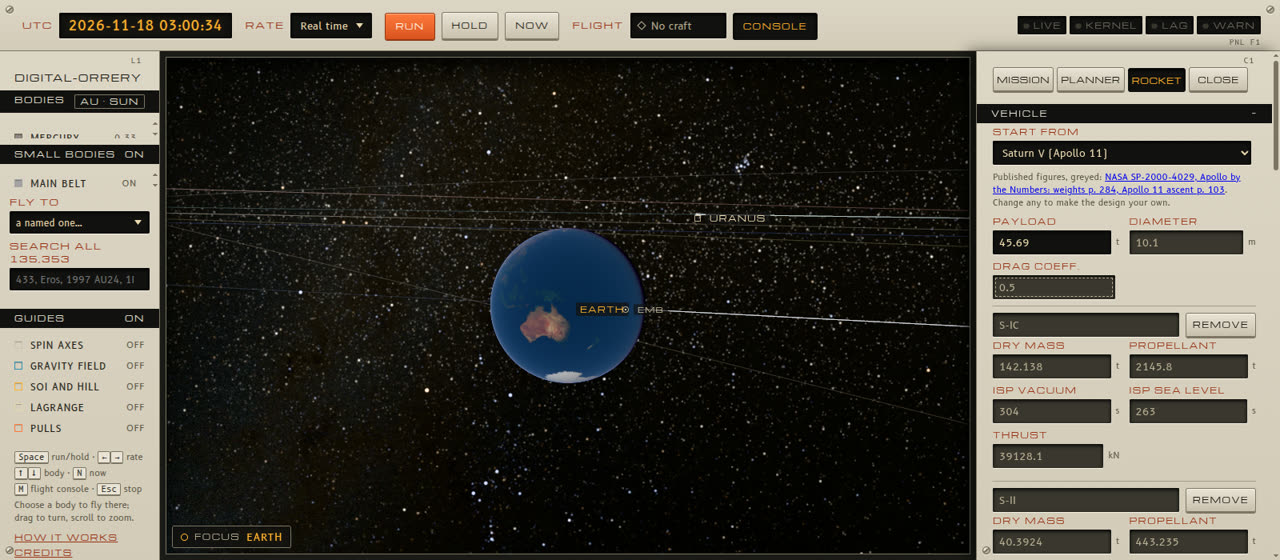 UTC 2026-11-18 03:00:34 RATE Real time RUN HOLD NOW FLIGHT ◇ No craft CONSOLE LIVE KERNEL LAG WARN
PNL F1
L1
DIGITAL-ORRERY
BODIES AU · SUN
MERCURY 0.33
SMALL BODIES ON
MAIN BELT ON
FLY TO
a named one...
SEARCH ALL
135,353
433, Eros, 1997 AU24, 1I
GUIDES ON
SPIN AXES OFF
GRAVITY FIELD OFF
SOI AND HILL OFF
LAGRANGE OFF
PULLS OFF
Space run/hold · ← → rate
↑ ↓ body · N now
M flight console · Esc stop
Choose a body to fly there;
drag to turn, scroll to zoom.
HOW IT WORKS
CREDITS
URANUS
EARTH EMB
FOCUS EARTH
C1
MISSION PLANNER ROCKET CLOSE
VEHICLE -
START FROM
Saturn V (Apollo 11)
Published figures, greyed: NASA SP-2000-4029, Apollo by
the Numbers: weights p. 284, Apollo 11 ascent p. 103.
Change any to make the design your own.
PAYLOAD DIAMETER
45.69 t 10.1 m
DRAG COEFF.
0.5
S-IC REMOVE
DRY MASS PROPELLANT
142.138 t 2145.8 t
ISP VACUUM ISP SEA LEVEL
304 s 263 s
THRUST
39128.1 kN
S-II REMOVE
DRY MASS PROPELLANT
40.3924 t 443.235 t